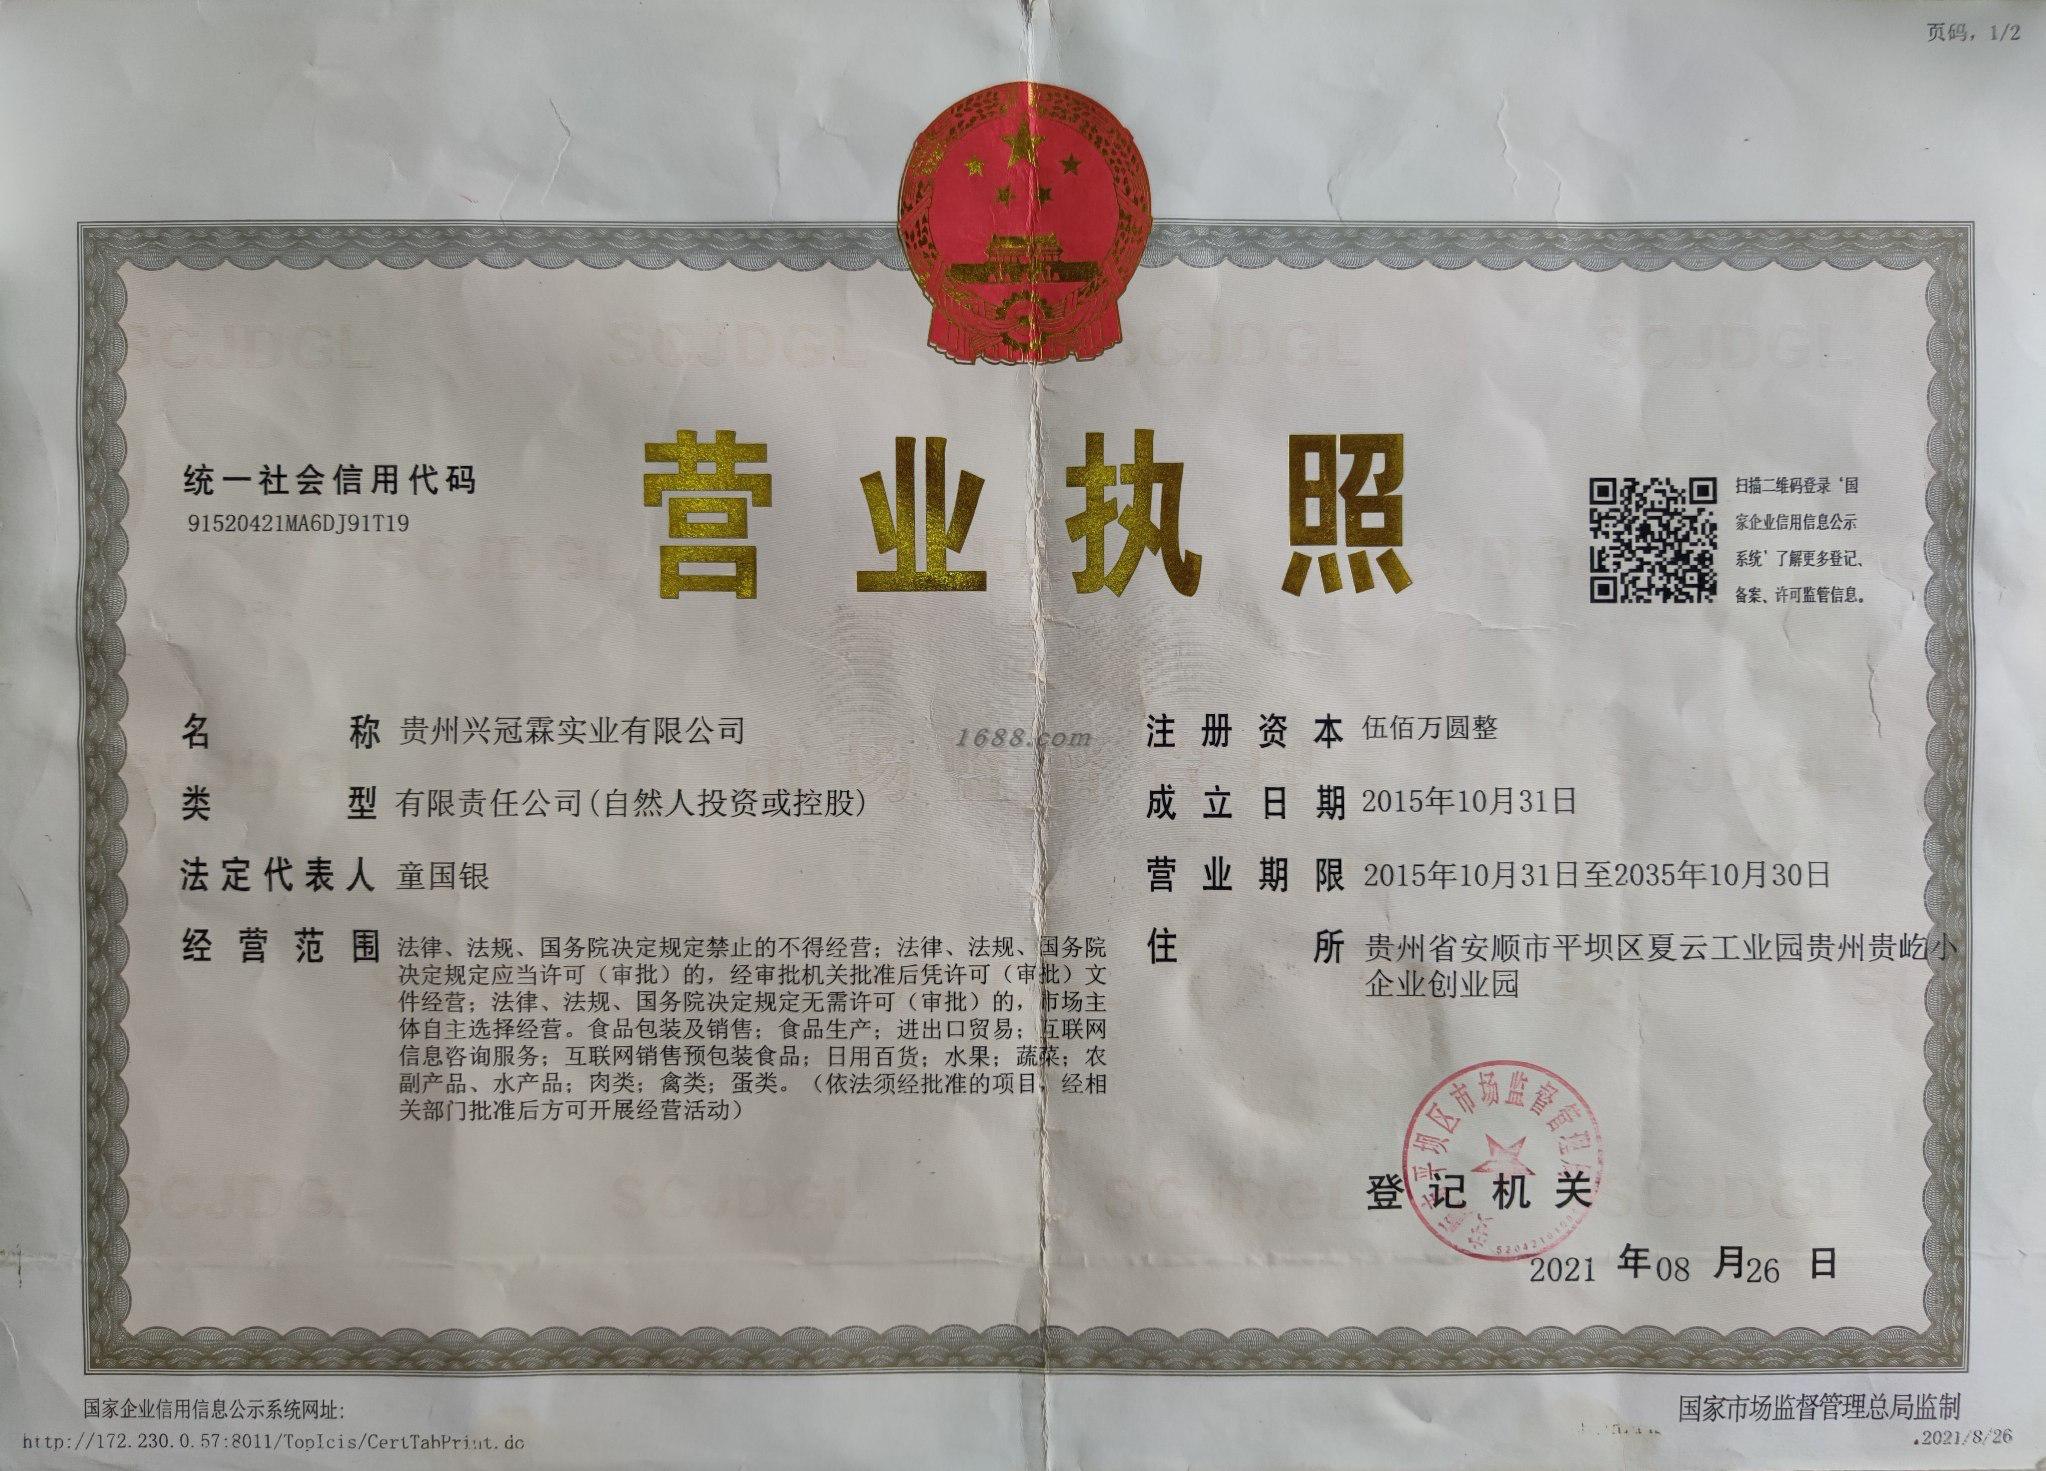 页码，1/2
营业执照
统一社会信用代码
91520421MA6DJ91T19
扫描二维码登录‘国
家企业信用信息公示
系统’了解更多登记、
备案、许可监管信息。
名称 贵州兴冠霖实业有限公司
类型 有限责任公司(自然人投资或控股)
法定代表人 童国银
经营范围 法律、法规、国务院决定规定禁止的不得经营；法律、法规、国务院
决定规定应当许可（审批）的，经审批机关批准后凭许可（审批）文
件经营；法律、法规、国务院决定规定无需许可（审批）的，市场主
体自主选择经营。食品包装及销售；食品生产；进出口贸易；互联网
信息咨询服务；互联网销售预包装食品；日用百货；水果；蔬菜；农
副产品、水产品；肉类；禽类；蛋类。（依法须经批准的项目，经相
关部门批准后方可开展经营活动）
1688.com
注册资本 伍佰万圆整
成立日期 2015年10月31日
营业期限 2015年10月31日至2035年10月30日
住所 贵州省安顺市平坝区夏云工业园贵州贵屹小
企业创业园
平坝区市场监督管理局
登记机关
2021年08月26日
国家企业信用信息公示系统网址：
http://172.230.0.57:8011/TopIcis/CertTabPrint.do
国家市场监督管理总局监制
2021/8/26
SCJDGL